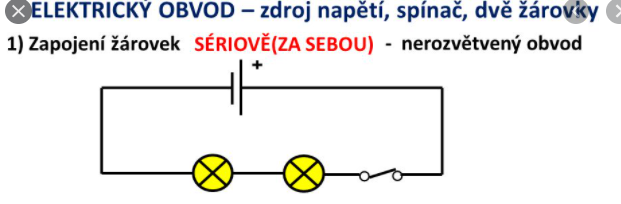 ELEKTRICKÝ OBVOD – zdroj napětí, spínač, dvě žárovky
1) Zapojení žárovek SÉRIOVĚ(ZA SEBOU) - nerozvětvený obvod
+